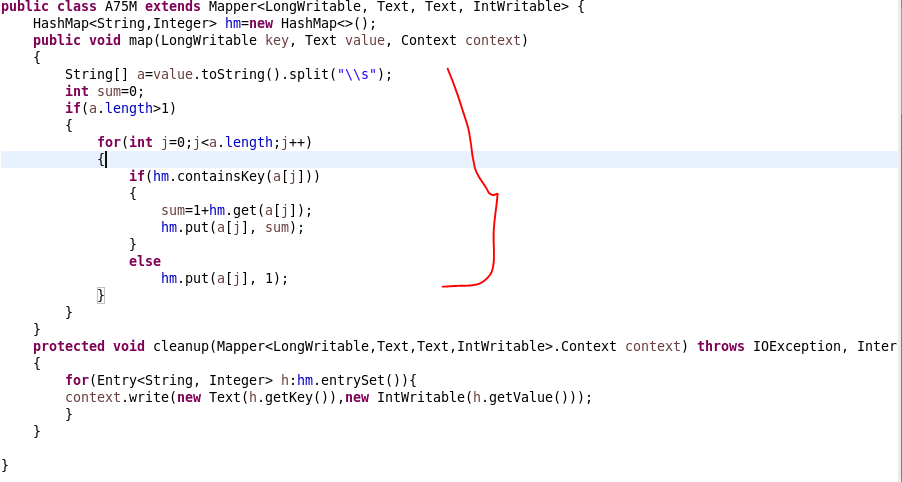 public class A75M extends Mapper<LongWritable, Text, Text, IntWritable> {
    HashMap<String,Integer> hm=new HashMap<>();
    public void map(LongWritable key, Text value, Context context)
    {
        String[] a=value.toString().split("\\s");
        int sum=0;
        if(a.length>1)
        {
            for(int j=0;j<a.length;j++)
            {
                if(hm.containsKey(a[j]))
                {
                    sum=1+hm.get(a[j]);
                    hm.put(a[j], sum);
                }
                else
                    hm.put(a[j], 1);
            }
        }
    }
    protected void cleanup(Mapper<LongWritable,Text,Text,IntWritable>.Context context) throws IOException, Inter
    {
        for(Entry<String, Integer> h:hm.entrySet()){
        context.write(new Text(h.getKey()),new IntWritable(h.getValue()));
        }
    }
}